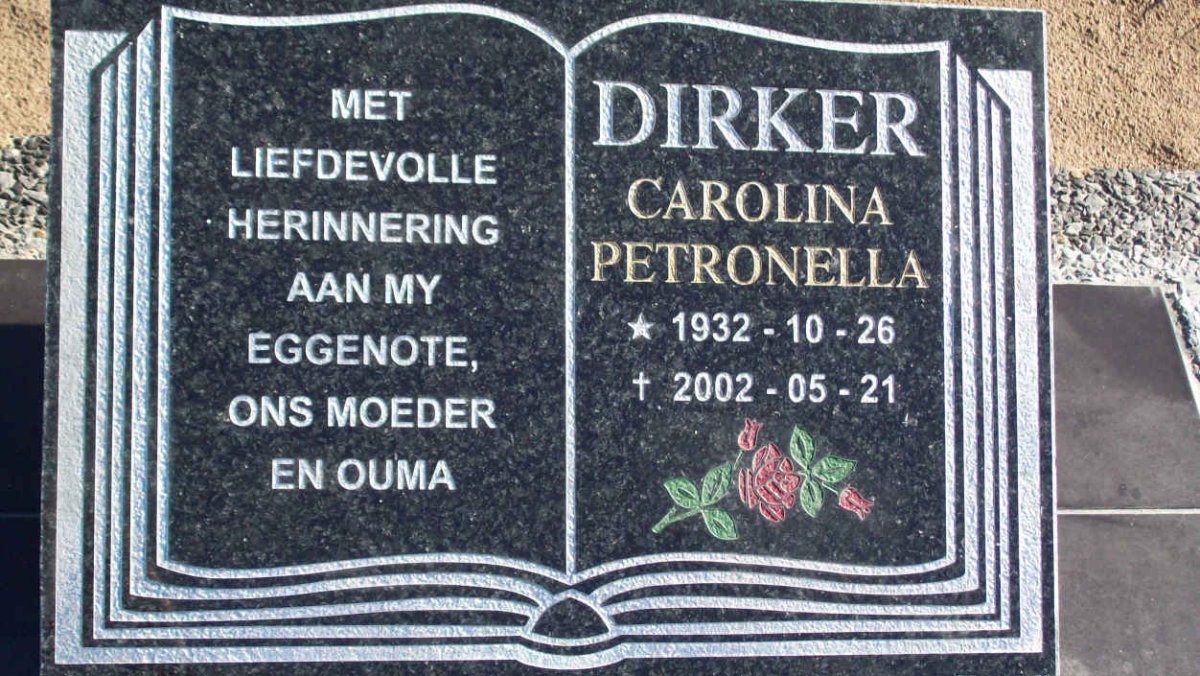 MET
LIEFDEVOLLE
HERINNERING
AAN MY
EGGENOTE,
ONS MOEDER
EN OUMA
DIRKER
CAROLINA
PETRONELLA
★ 1932 - 10 - 26
† 2002 - 05 - 21